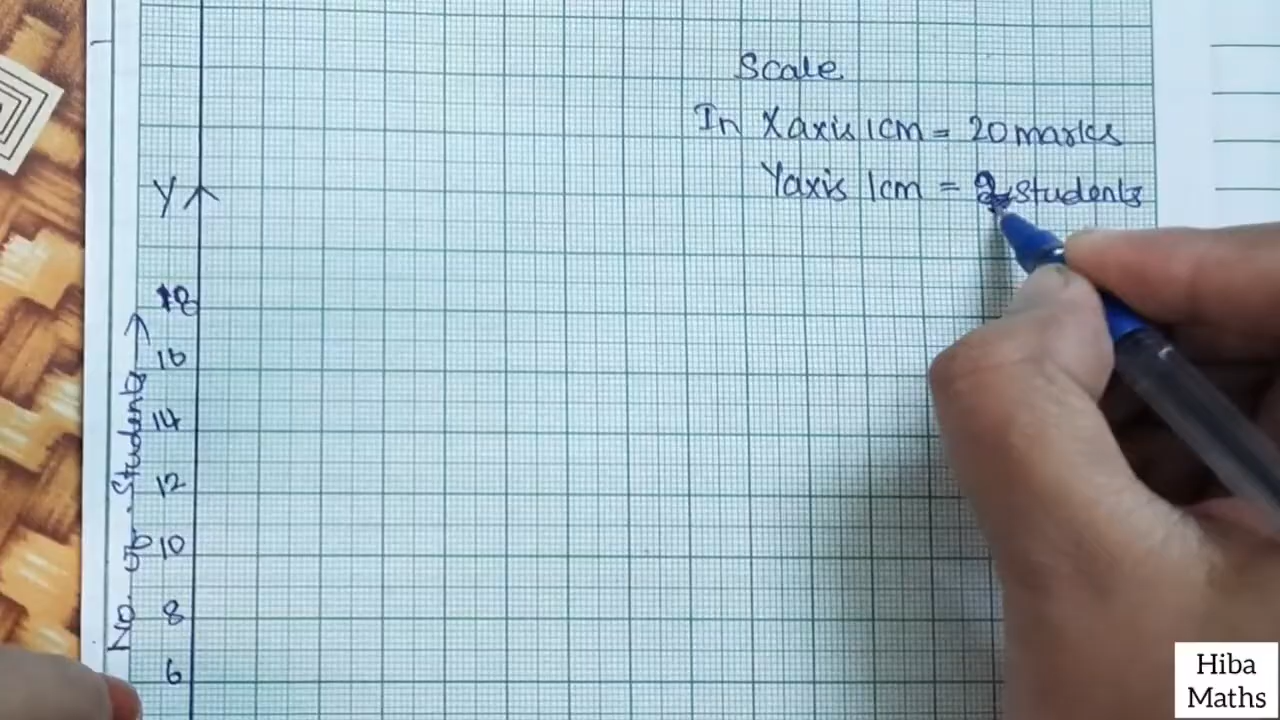 Scale
In X axis 1cm = 20 marks
Y axis 1cm = 2 students
Y
18
16
14
12
10
8
6
No. of. Students
Hiba
Maths